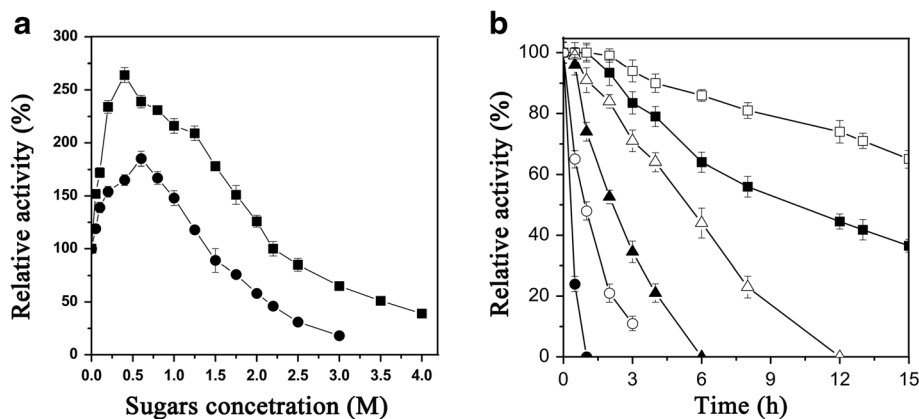 a
300
250
200
150
100
50
0
Relative activity (%)
0.0 0.5 1.0 1.5 2.0 2.5 3.0 3.5 4.0
Sugars concetration (M)
b
100
80
60
40
20
0
Relative activity (%)
0 3 6 9 12 15
Time (h)